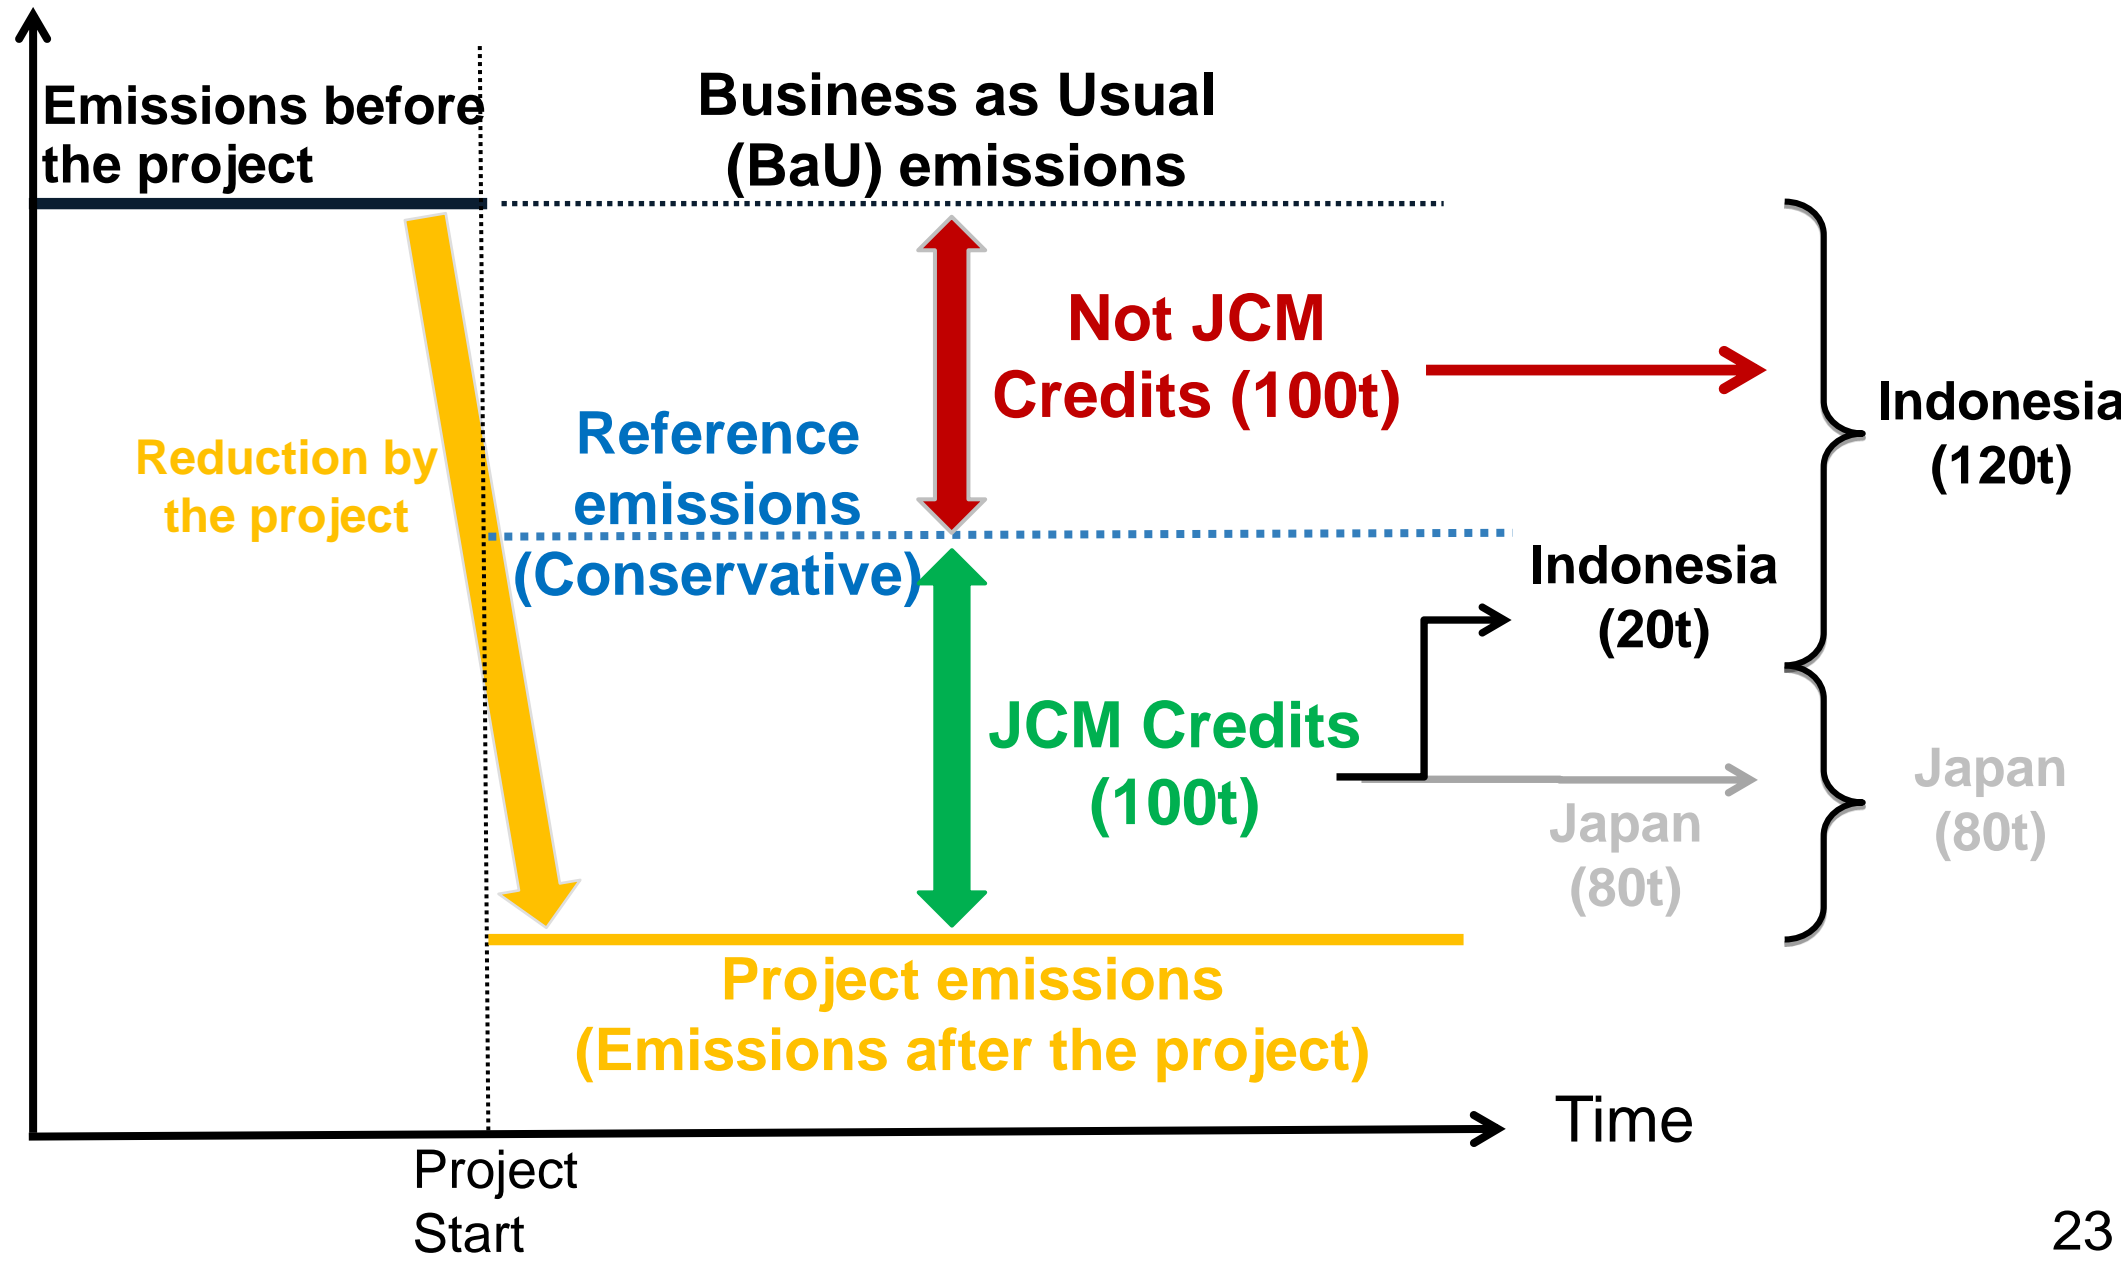 Emissions before
the project
Business as Usual
(BaU) emissions
Not JCM
Credits (100t)
Indonesia
(120t)
Reduction by
the project
Reference
emissions
(Conservative)
Indonesia
(20t)
JCM Credits
(100t)
Japan
(80t)
Japan
(80t)
Project emissions
(Emissions after the project)
Time
Project
Start
23